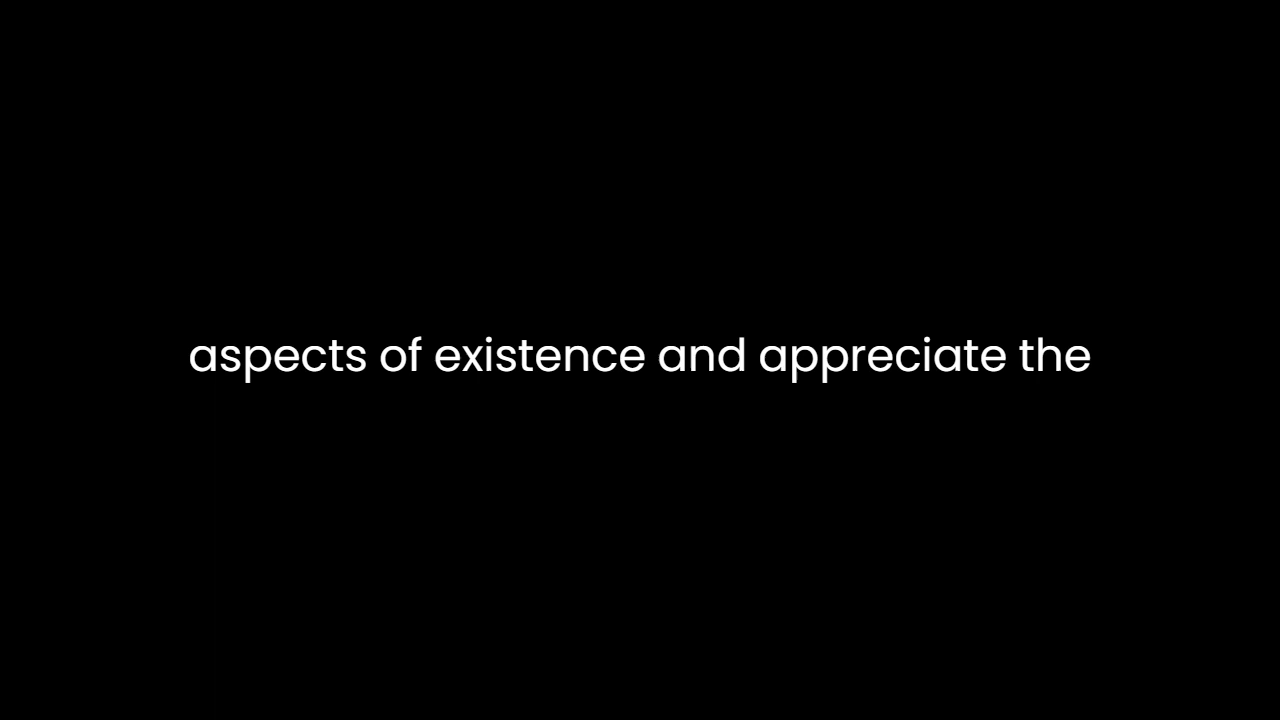 aspects of existence and appreciate the